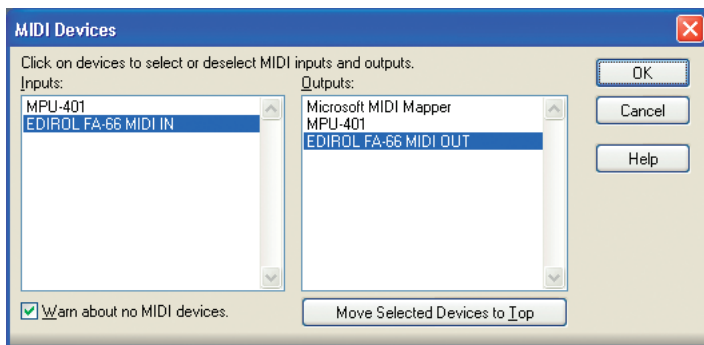 MIDI Devices
Click on devices to select or deselect MIDI inputs and outputs.
Inputs:
MPU-401
EDIROL FA-66 MIDI IN
Outputs:
Microsoft MIDI Mapper
MPU-401
EDIROL FA-66 MIDI OUT
OK
Cancel
Help
Warn about no MIDI devices.
Move Selected Devices to Top